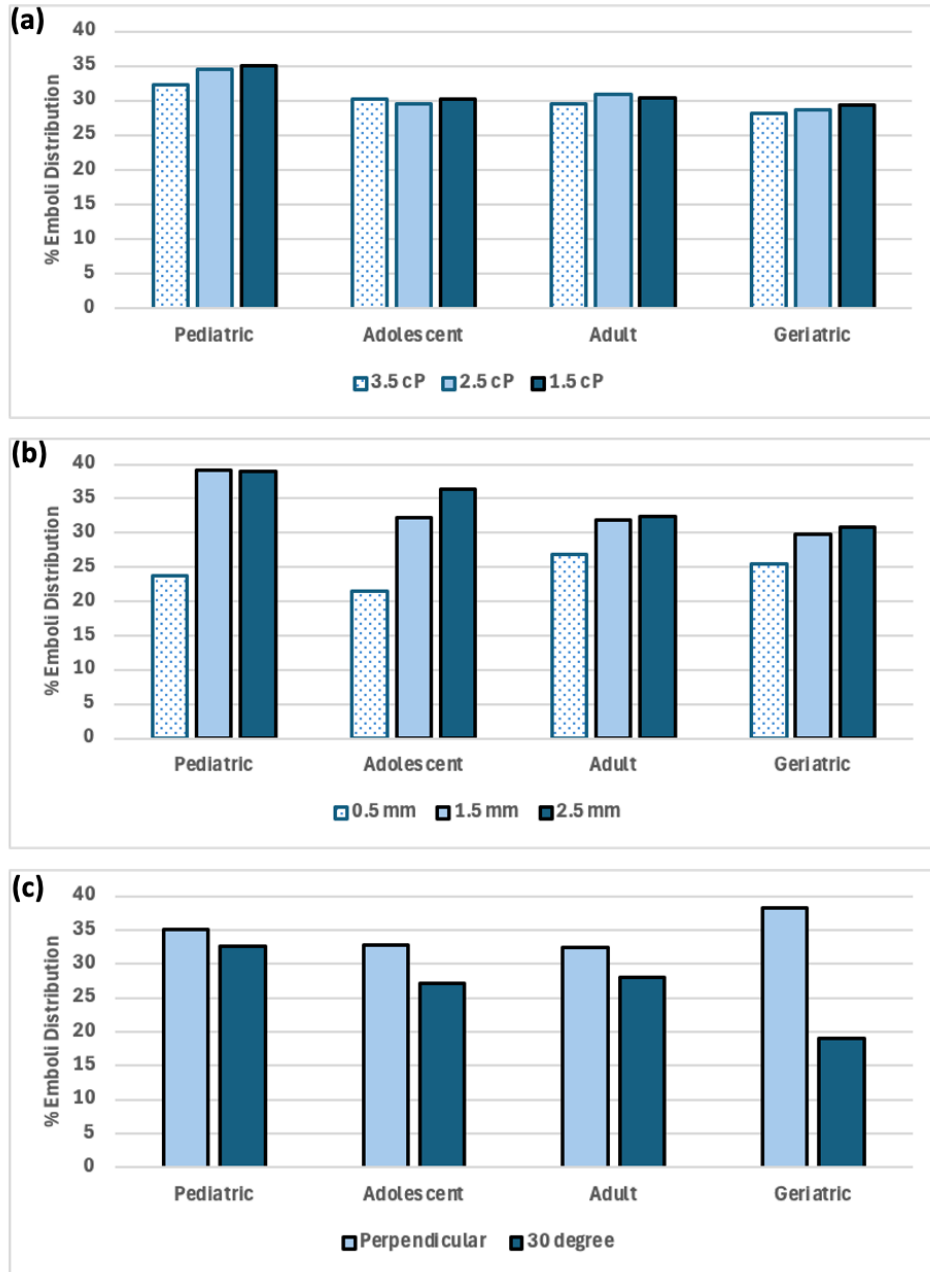 (a)
% Emboli Distribution
40
35
30
25
20
15
10
5
0
Pediatric Adolescent Adult Geriatric
3.5 cP 2.5 cP 1.5 cP
(b)
% Emboli Distribution
40
35
30
25
20
15
10
5
0
Pediatric Adolescent Adult Geriatric
0.5 mm 1.5 mm 2.5 mm
(c)
% Emboli Distribution
40
35
30
25
20
15
10
5
0
Pediatric Adolescent Adult Geriatric
Perpendicular 30 degree